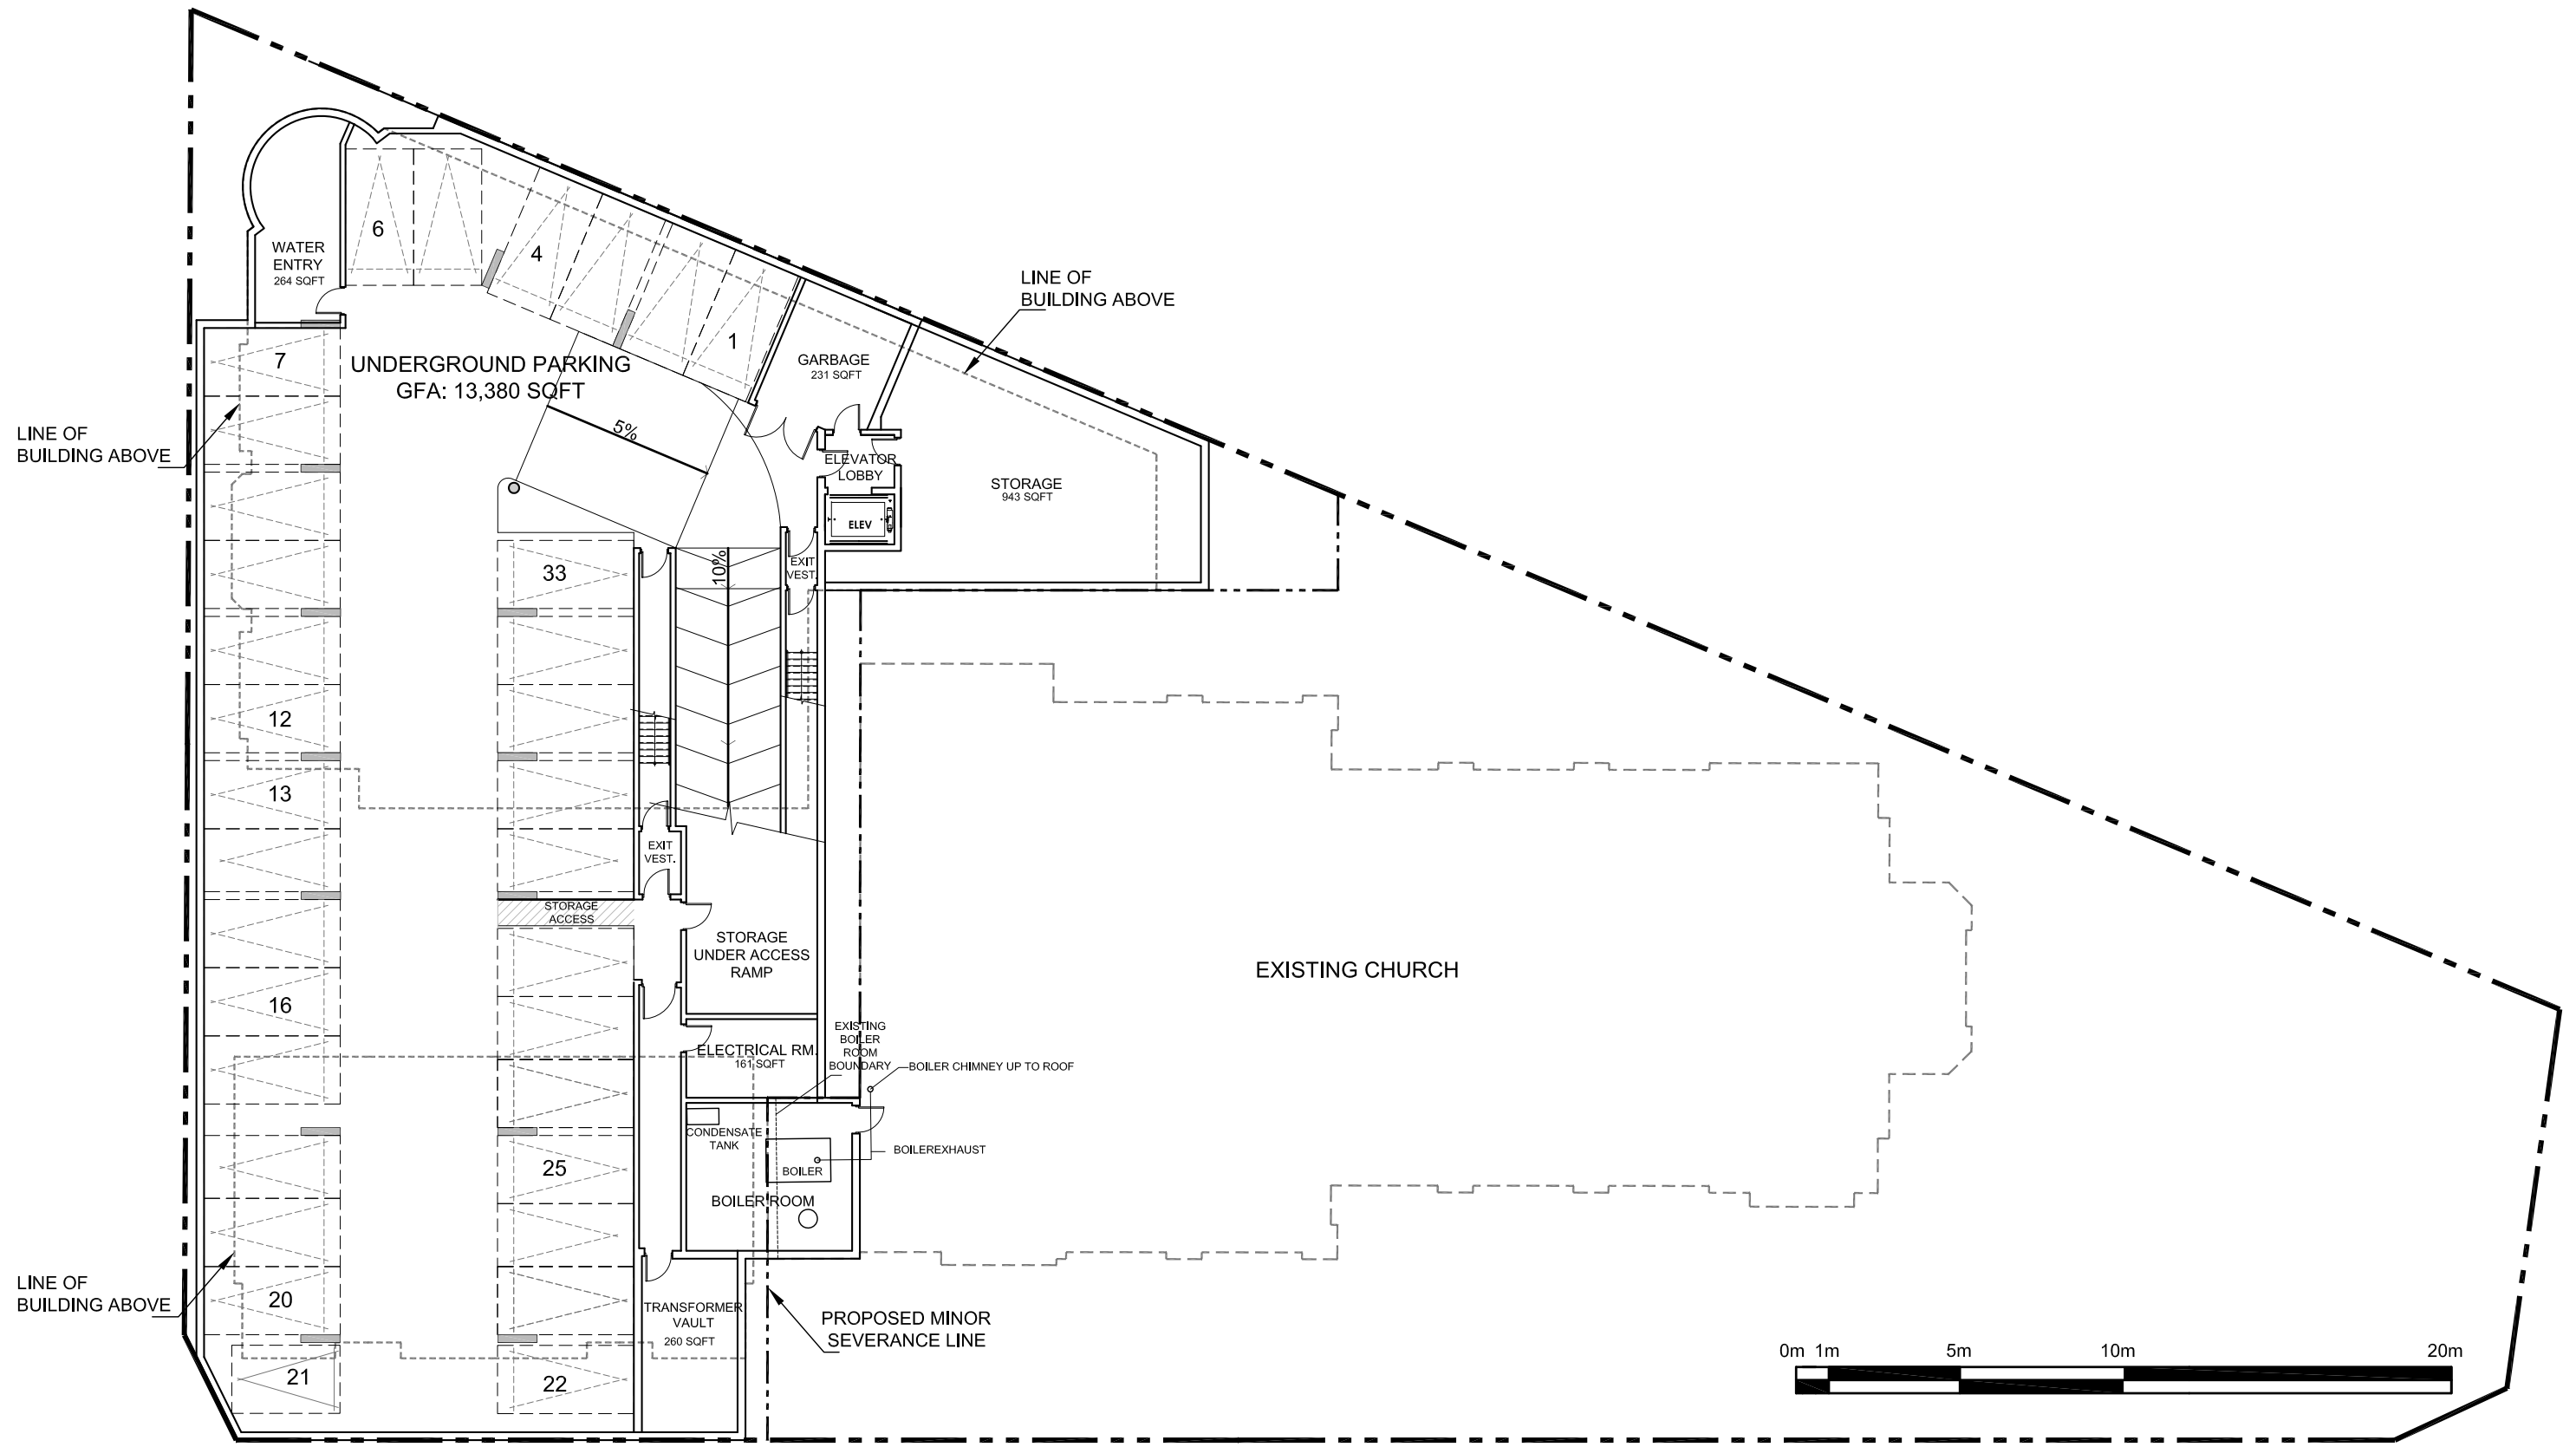 6
WATER
ENTRY
264 SQFT
4
1
LINE OF
BUILDING ABOVE
7
UNDERGROUND PARKING
GFA: 13,380 SQFT
GARBAGE
231 SQFT
5%
LINE OF
BUILDING ABOVE
ELEVATOR
LOBBY
STORAGE
943 SQFT
ELEV
33
10%
EXIT
VEST.
12
13
EXIT
VEST.
STORAGE
ACCESS
STORAGE
UNDER ACCESS
RAMP
EXISTING CHURCH
16
EXISTING
BOILER
ROOM
BOUNDARY
ELECTRICAL RM.
161 SQFT
BOILER CHIMNEY UP TO ROOF
CONDENSATE
TANK
BOILEREXHAUST
25
BOILER
BOILER ROOM
LINE OF
BUILDING ABOVE
20
TRANSFORMER
VAULT
260 SQFT
PROPOSED MINOR
SEVERANCE LINE
0m 1m 5m 10m 20m
21
22